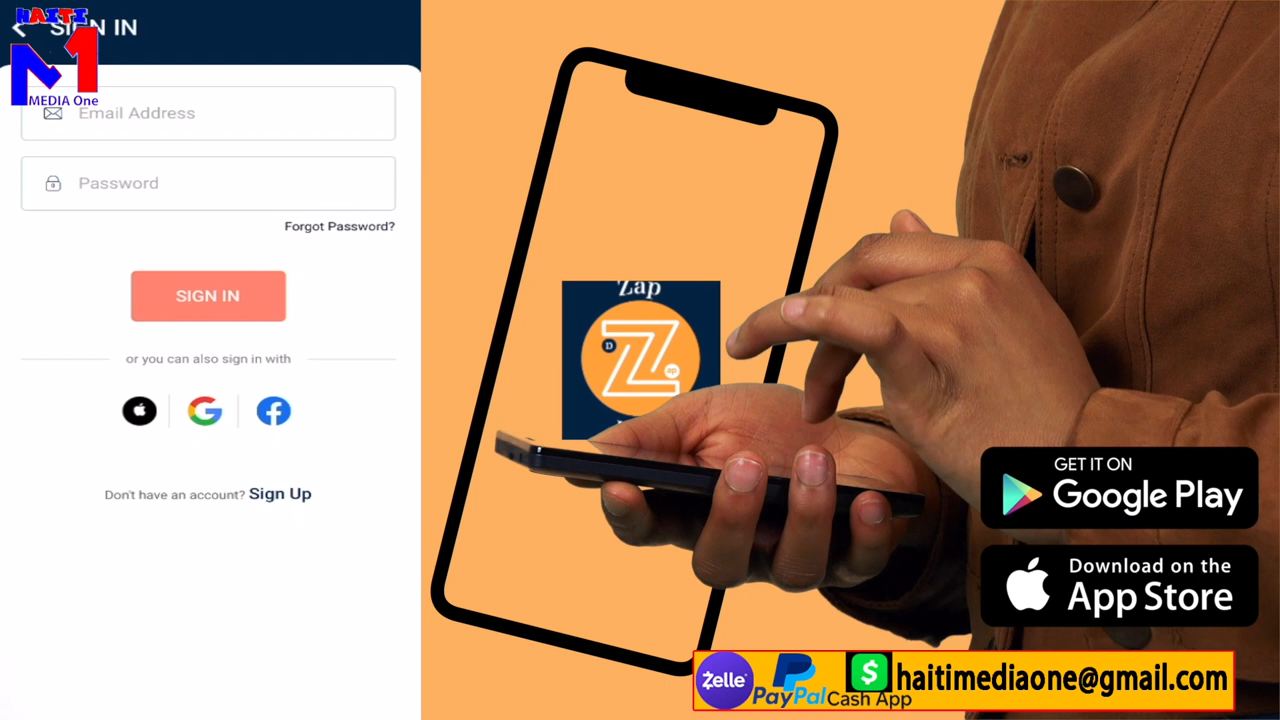 HAITI
SIGN IN
M1
MEDIA One
Email Address
Password
Forgot Password?
SIGN IN
or you can also sign in with
Don't have an account? Sign Up
Zap
Z
D
ap
GET IT ON
Google Play
Download on the
App Store
Zelle
PayPal
$
Cash App
haitimediaone@gmail.com